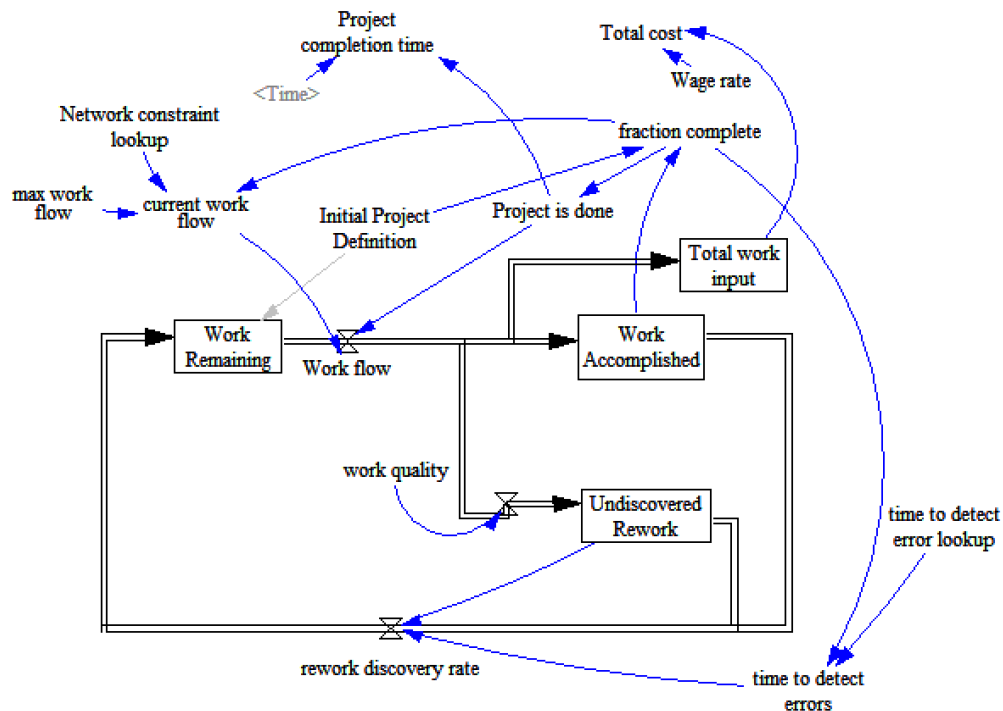 Project
completion time
Total cost
<Time>
Wage rate
Network constraint
lookup
fraction complete
max work
flow
current work
flow
Initial Project
Definition
Project is done
Total work
input
Work
Remaining
Work flow
Work
Accomplished
work quality
Undiscovered
Rework
time to detect
error lookup
rework discovery rate
time to detect
errors